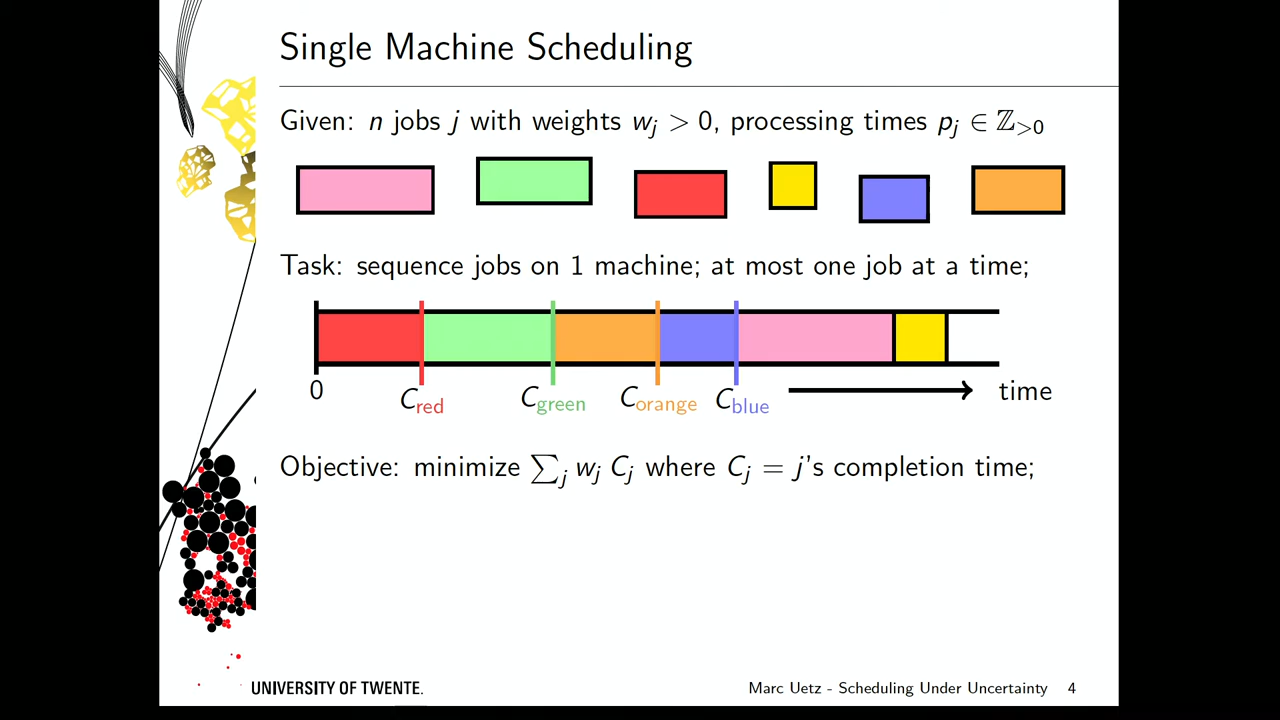 Single Machine Scheduling
Given: n jobs j with weights w_j > 0, processing times p_j ∈ ℤ_{>0}
Task: sequence jobs on 1 machine; at most one job at a time;
0 C_red C_green C_orange C_blue time
Objective: minimize ∑_j w_j C_j where C_j = j's completion time;
UNIVERSITY OF TWENTE. Marc Uetz - Scheduling Under Uncertainty 4